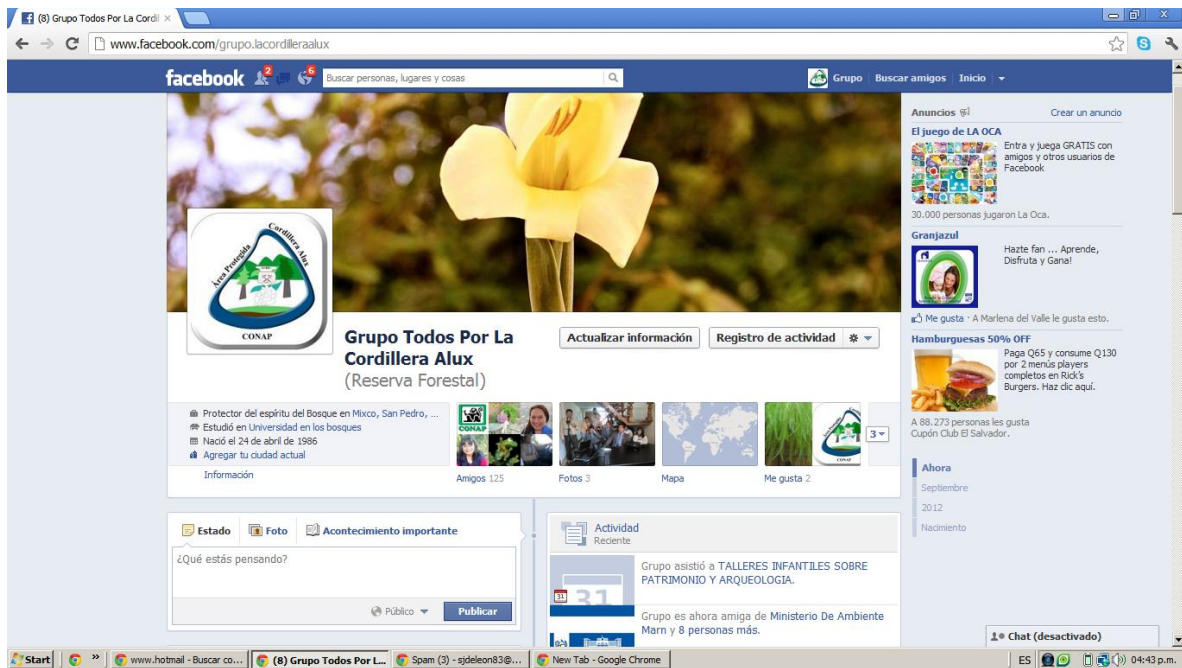 (8) Grupo Todos Por La Cordil
www.facebook.com/grupo.lacordilleraalux
facebook
2
6
Buscar personas, lugares y cosas
Grupo
Buscar amigos
Inicio
Área Protegida
Cordillera Alux
CONAP
Grupo Todos Por La
Cordillera Alux
(Reserva Forestal)
Actualizar información
Registro de actividad
Protector del espíritu del Bosque en Mixco, San Pedro, ...
Estudió en Universidad en los bosques
Nació el 24 de abril de 1986
Agregar tu ciudad actual
Información
CONAP
Amigos 125
Fotos 3
Mapa
Me gusta 2
3
Estado
Foto
Acontecimiento importante
¿Qué estás pensando?
Público
Publicar
Actividad
Reciente
31
31
Grupo asistió a TALLERES INFANTILES SOBRE
PATRIMONIO Y ARQUEOLOGIA.
Grupo es ahora amiga de Ministerio De Ambiente
Marn y 8 personas más.
Anuncios
Crear un anuncio
El juego de LA OCA
Entra y juega GRATIS con
amigos y otros usuarios de
Facebook
30.000 personas jugaron La Oca.
Granjazul
Hazte fan ... Aprende,
Disfruta y Gana!
Me gusta · A Marlena del Valle le gusta esto.
Hamburguesas 50% OFF
Paga Q65 y consume Q130
por 2 menús players
completos en Rick's
Burgers. Haz clic aquí.
A 88.273 personas les gusta
Cupón Club El Salvador.
Ahora
Septiembre
2012
Nacimiento
Chat (desactivado)
Start
www.hotmail - Buscar co...
(8) Grupo Todos Por L...
Spam (3) - sjdeleon83@...
New Tab - Google Chrome
ES
04:43 p.m.